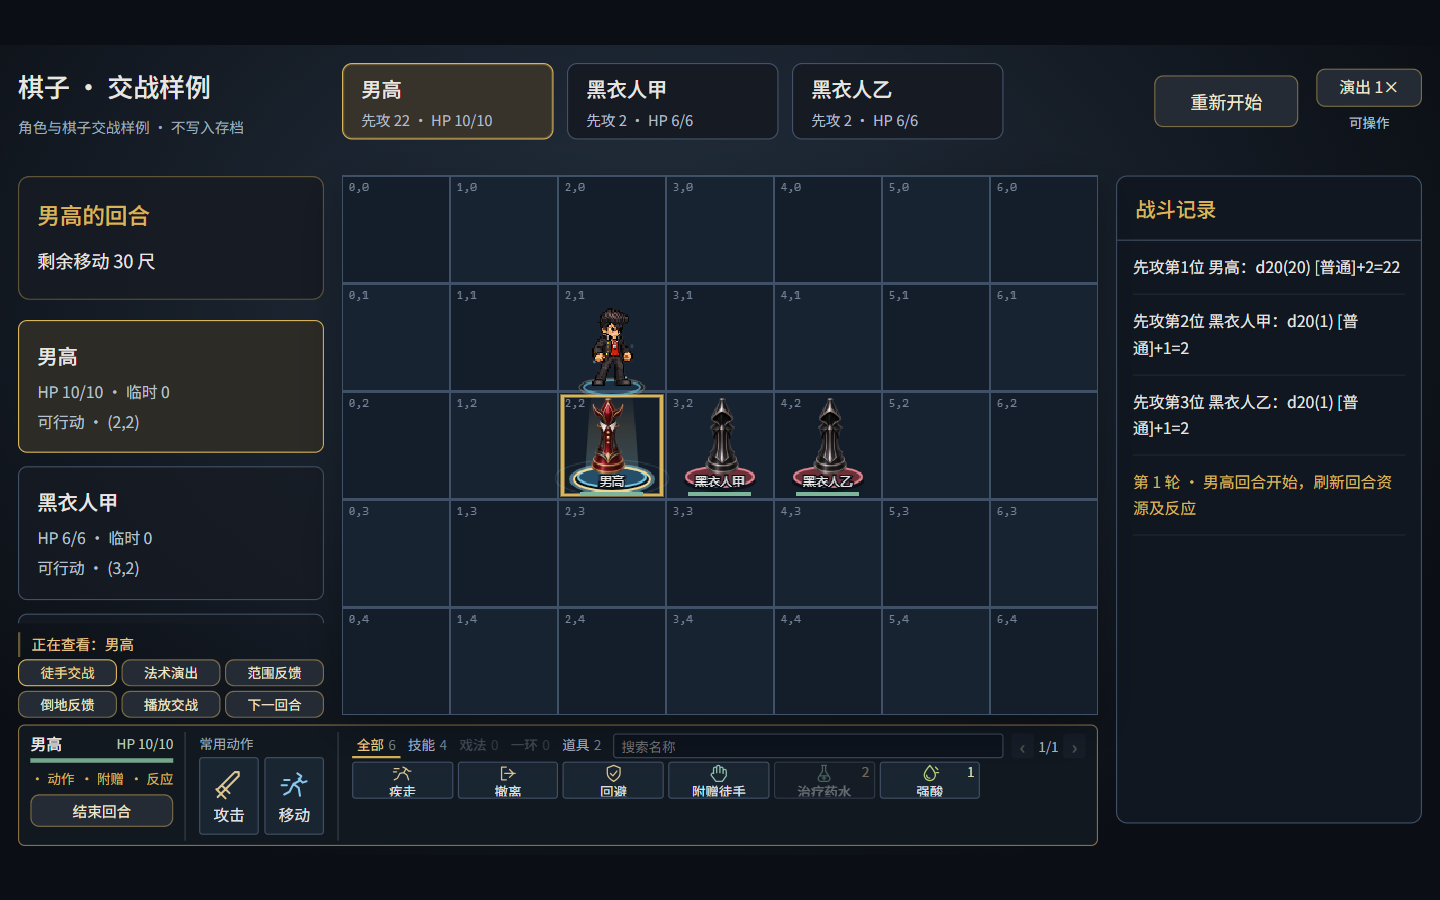 棋子 · 交战样例
角色与棋子交战样例 · 不写入存档
男高
先攻 22 · HP 10/10
黑衣人甲
先攻 2 · HP 6/6
黑衣人乙
先攻 2 · HP 6/6
重新开始
演出 1×
可操作
男高的回合
剩余移动 30 尺
男高
HP 10/10 · 临时 0
可行动 · (2,2)
黑衣人甲
HP 6/6 · 临时 0
可行动 · (3,2)
正在查看：男高
徒手交战
法术演出
范围反馈
倒地反馈
播放交战
下一回合
0,0
1,0
2,0
3,0
4,0
5,0
6,0
0,1
1,1
2,1
3,1
4,1
5,1
6,1
0,2
1,2
2,2
3,2
4,2
5,2
6,2
男高
黑衣人甲
黑衣人乙
0,3
1,3
2,3
3,3
4,3
5,3
6,3
0,4
1,4
2,4
3,4
4,4
5,4
6,4
战斗记录
先攻第1位 男高：d20(20) [普通]+2=22
先攻第2位 黑衣人甲：d20(1) [普
通]+1=2
先攻第3位 黑衣人乙：d20(1) [普
通]+1=2
第 1 轮 · 男高回合开始，刷新回合资
源及反应
男高
HP 10/10
· 动作 · 附赠 · 反应
结束回合
常用动作
攻击
移动
全部 6
技能 4
戏法 0
一环 0
道具 2
搜索名称
‹ 1/1 ›
疾走
撤离
回避
附赠徒手
治疗药水
2
强酸
1